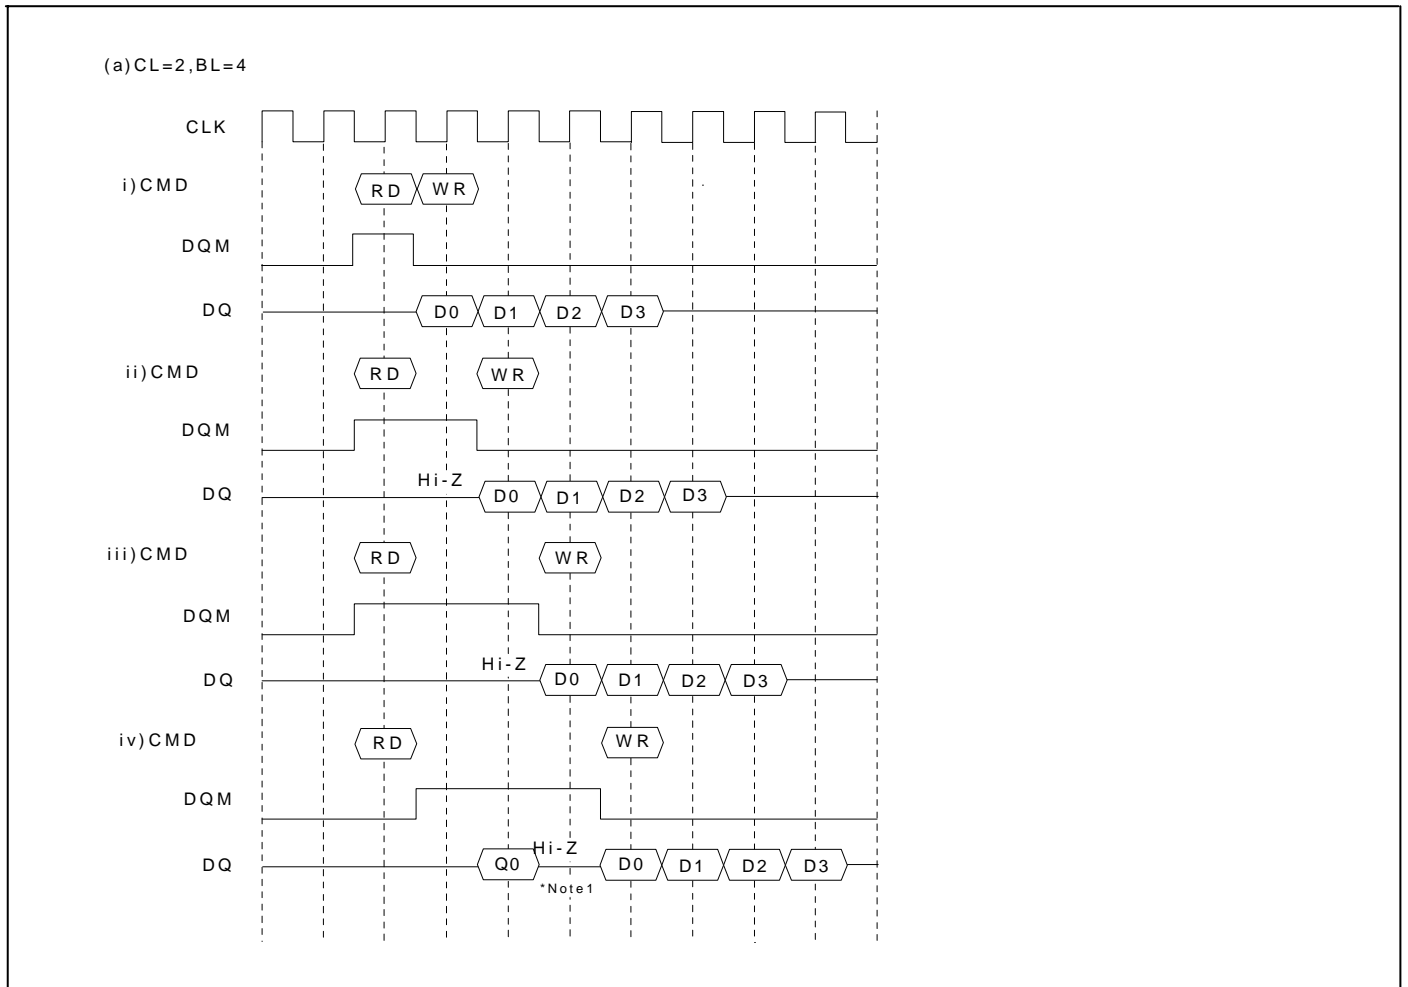 (a)CL=2,BL=4
CLK
i)CMD RD WR
DQM
DQ D0 D1 D2 D3
ii)CMD RD WR
DQM
Hi-Z
DQ D0 D1 D2 D3
iii)CMD RD WR
DQM
Hi-Z
DQ D0 D1 D2 D3
iv)CMD RD WR
DQM
Hi-Z
DQ Q0 D0 D1 D2 D3
*Note1